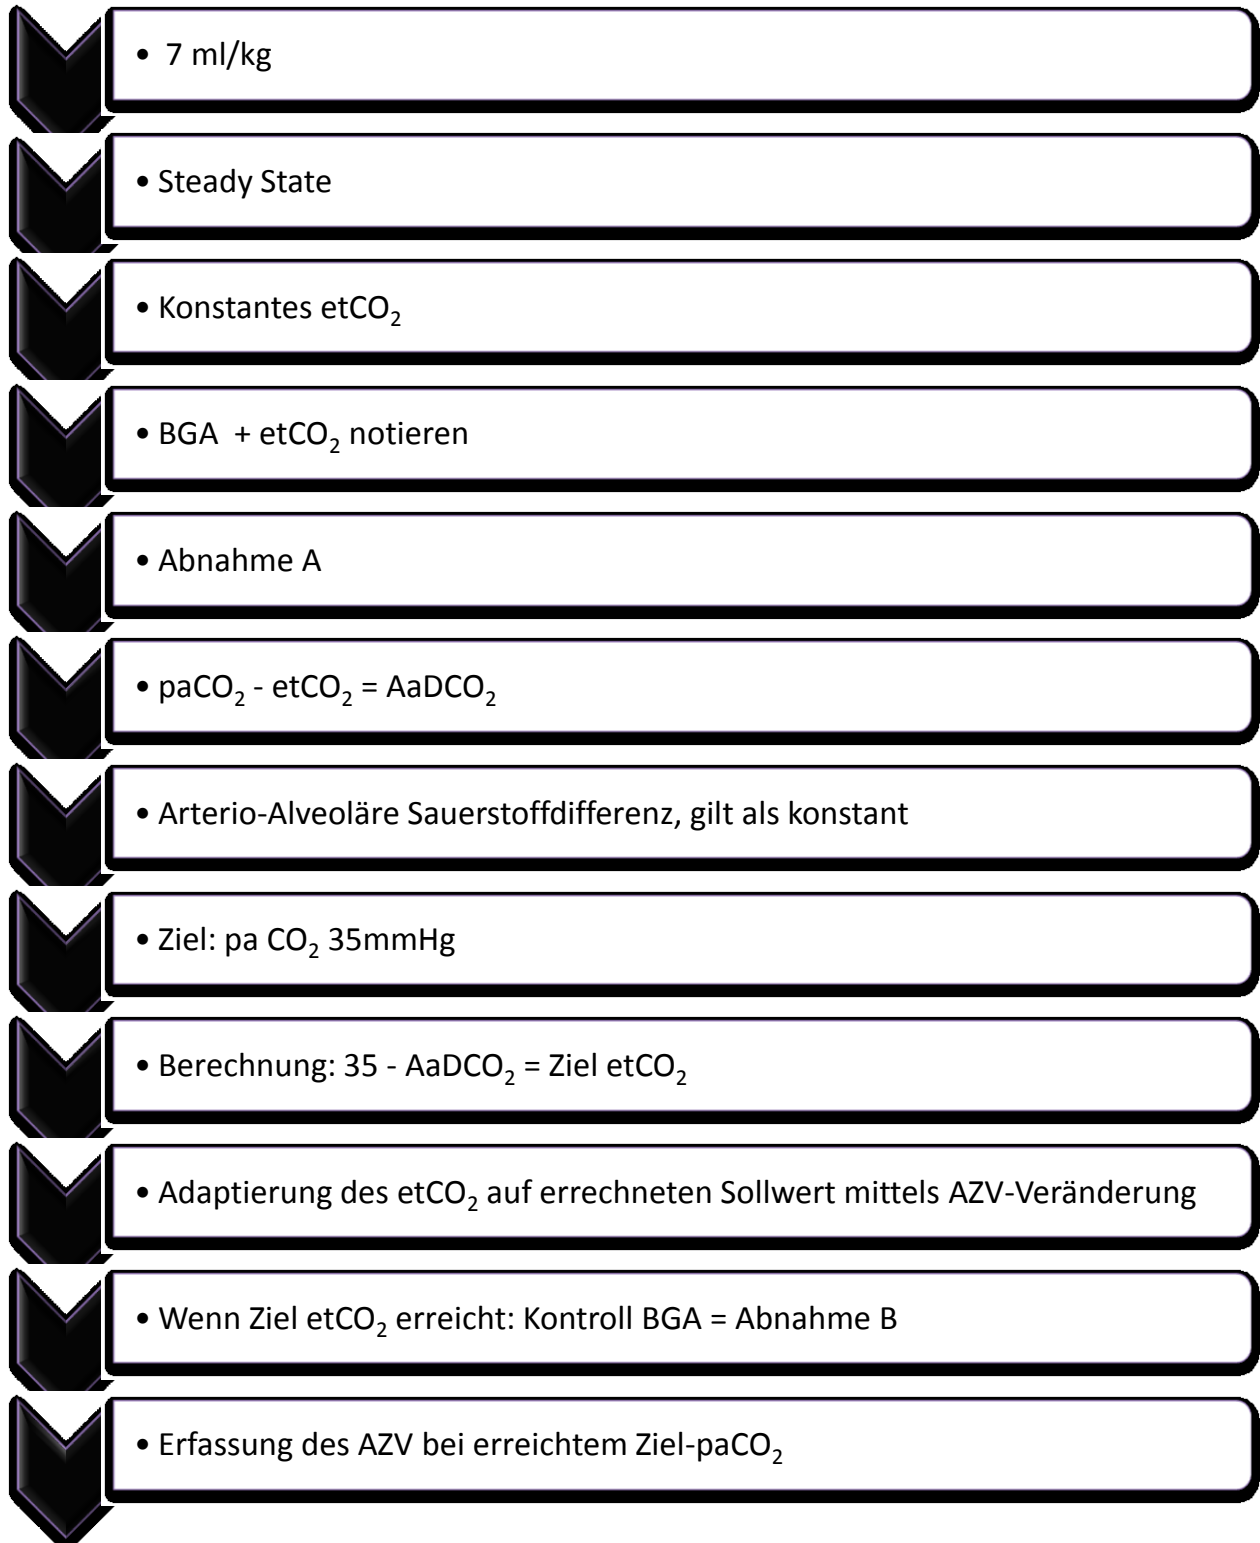 • 7 ml/kg
• Steady State
• Konstantes etCO₂
• BGA + etCO₂ notieren
• Abnahme A
• paCO₂ - etCO₂ = AaDCO₂
• Arterio-Alveoläre Sauerstoffdifferenz, gilt als konstant
• Ziel: pa CO₂ 35mmHg
• Berechnung: 35 - AaDCO₂ = Ziel etCO₂
• Adaptierung des etCO₂ auf errechneten Sollwert mittels AZV-Veränderung
• Wenn Ziel etCO₂ erreicht: Kontroll BGA = Abnahme B
• Erfassung des AZV bei erreichtem Ziel-paCO₂